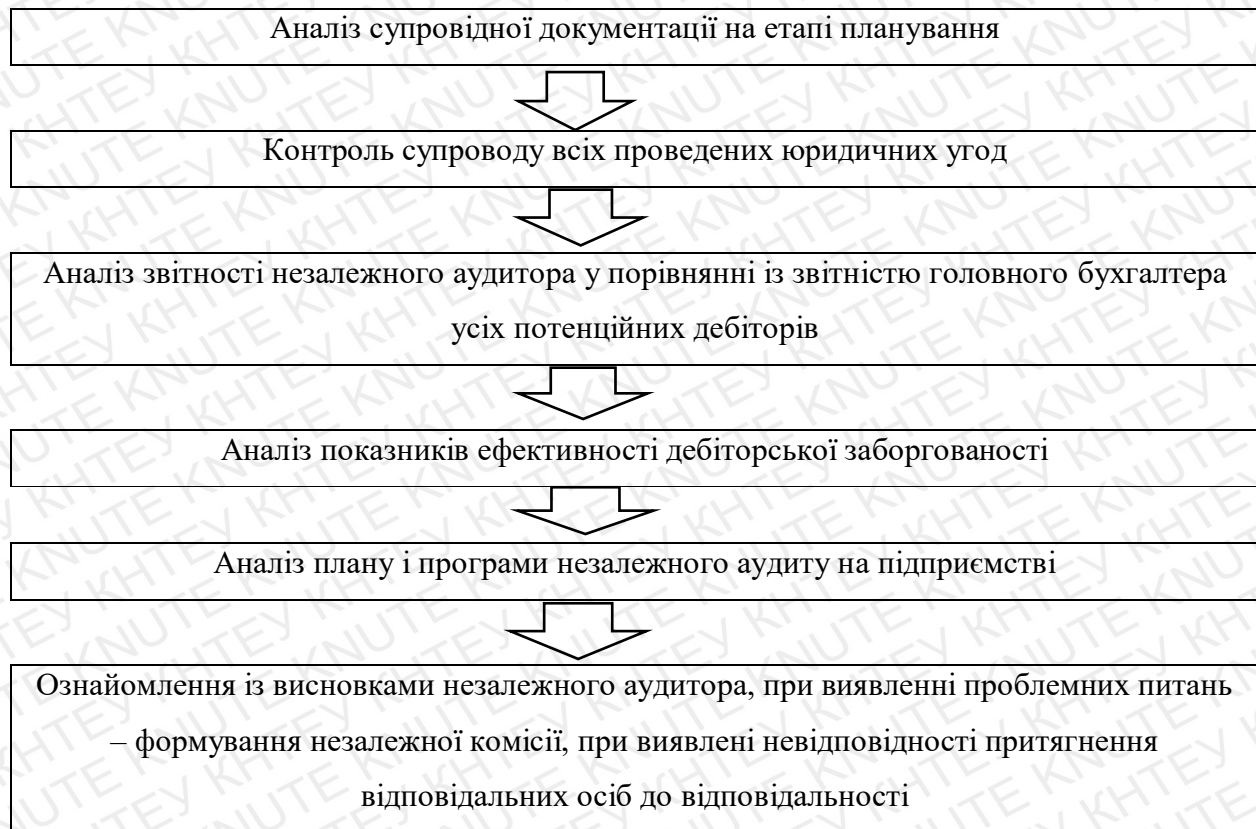 Аналіз супровідної документації на етапі планування
Контроль супроводу всіх проведених юридичних угод
Аналіз звітності незалежного аудитора у порівнянні із звітністю головного бухгалтера
усіх потенційних дебіторів
Аналіз показників ефективності дебіторської заборгованості
Аналіз плану і програми незалежного аудиту на підприємстві
Ознайомлення із висновками незалежного аудитора, при виявленні проблемних питань
– формування незалежної комісії, при виявлені невідповідності притягнення
відповідальних осіб до відповідальності